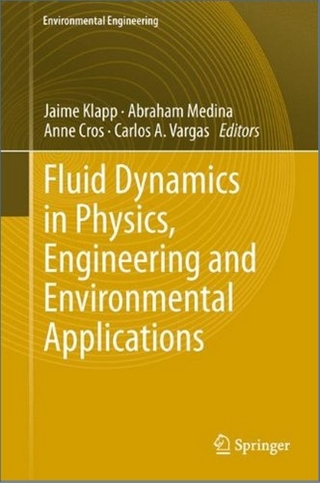 Environmental Engineering
Jaime Klapp · Abraham Medina
Anne Cros · Carlos A. Vargas Editors
Fluid Dynamics
in Physics,
Engineering and
Environmental
Applications
Springer